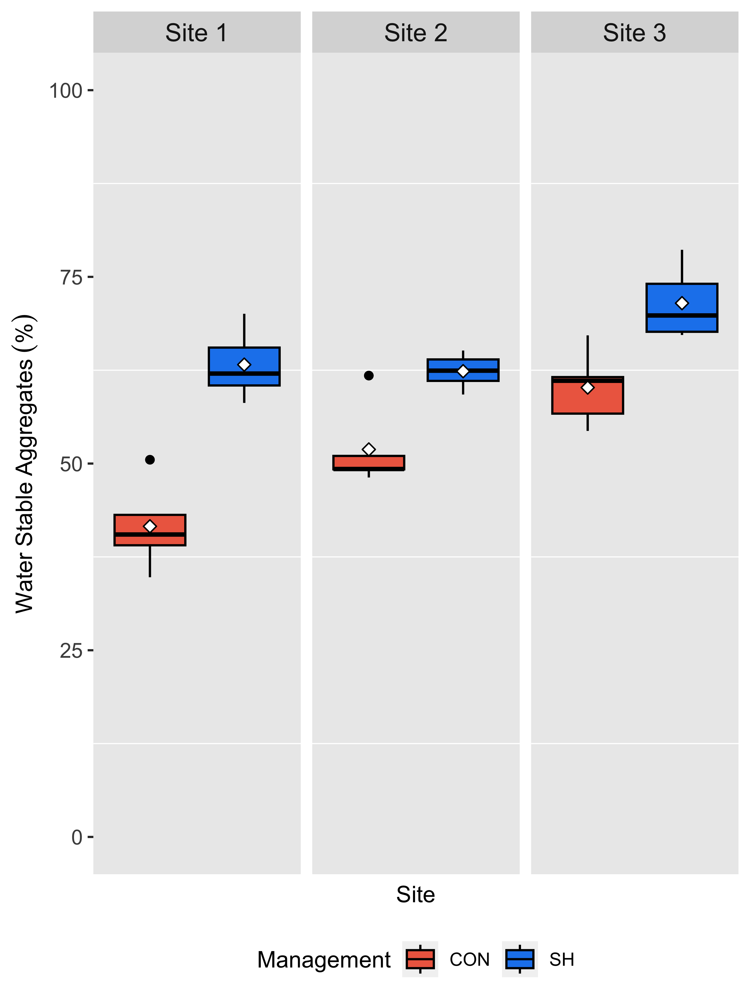 Site 1
Site 2
Site 3
100
75
50
25
0
Water Stable Aggregates (%)
Site
Management CON SH